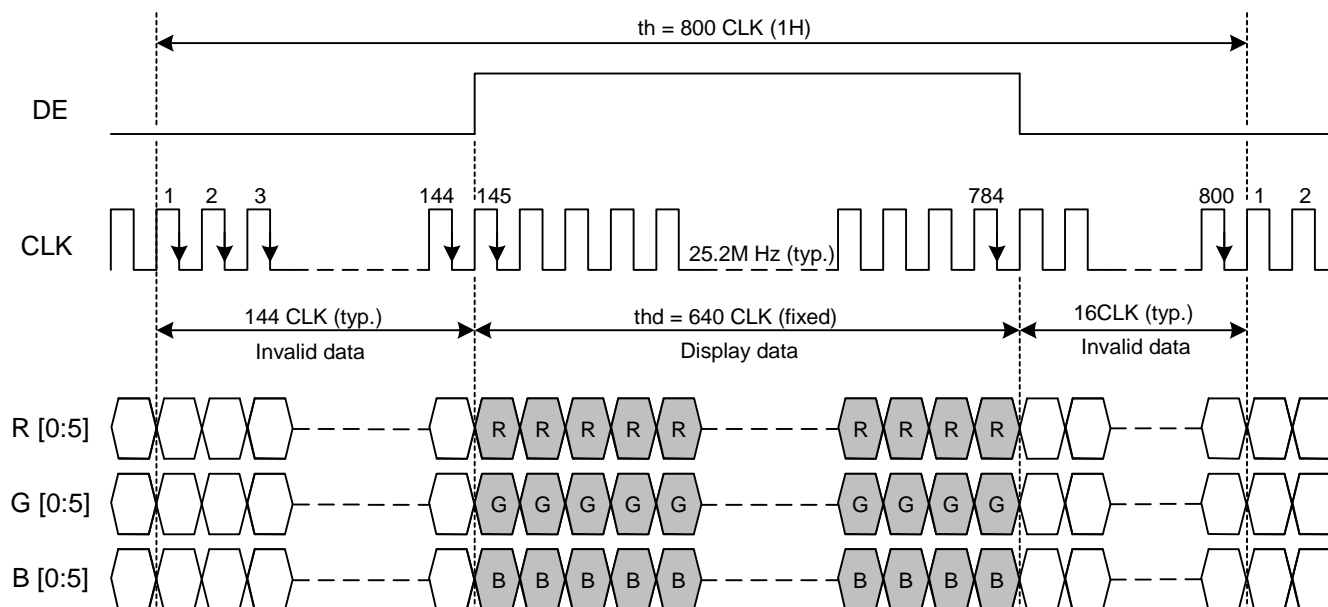 th = 800 CLK (1H)
DE
1 2 3 144 145 784 800 1 2
CLK
25.2M Hz (typ.)
144 CLK (typ.) thd = 640 CLK (fixed) 16CLK (typ.)
Invalid data Display data Invalid data
R [0:5] R R R R R R R R R
G [0:5] G G G G G G G G G
B [0:5] B B B B B B B B B